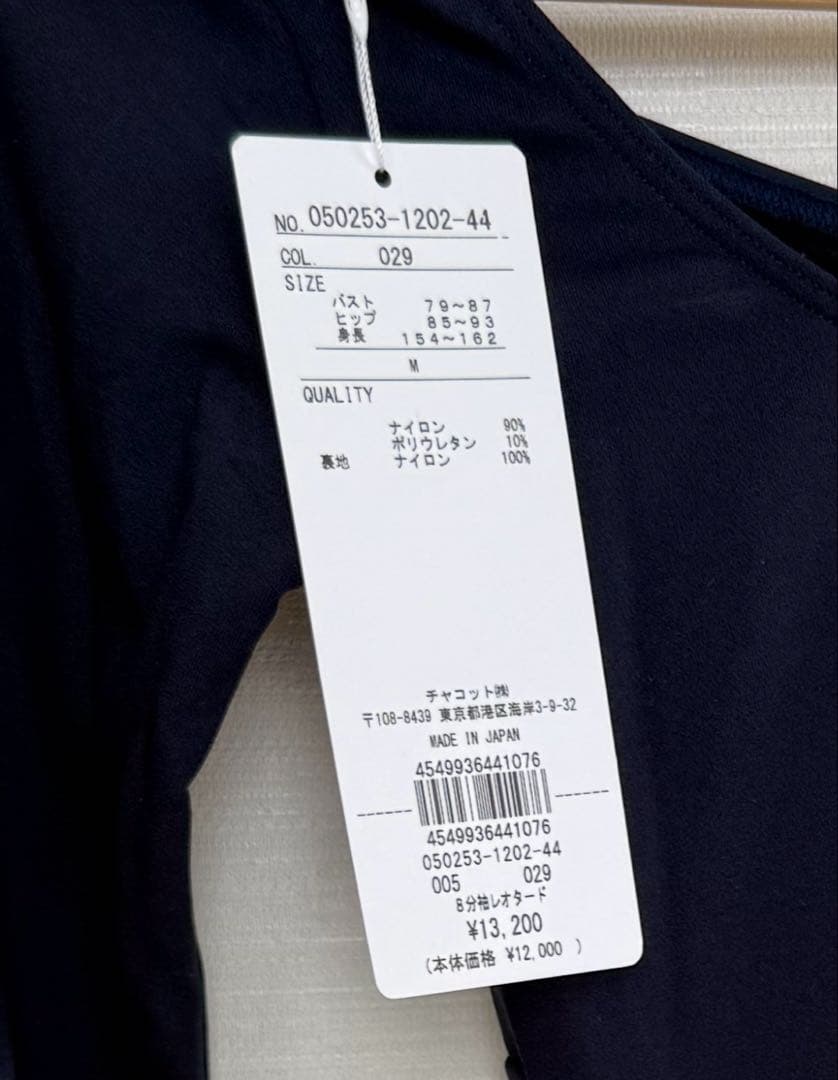 NO. 050253-1202-44
COL. 029
SIZE
バスト 79~87
ヒップ 85~93
身長 154~162
M
QUALITY
ナイロン 90%
ポリウレタン 10%
裏地 ナイロン 100%
チャコット㈱
〒108-8439 東京都港区海岸3-9-32
MADE IN JAPAN
4549936441076
4549936441076
050253-1202-44
005 029
8分袖レオタード
¥13,200
(本体価格 ¥12,000 )